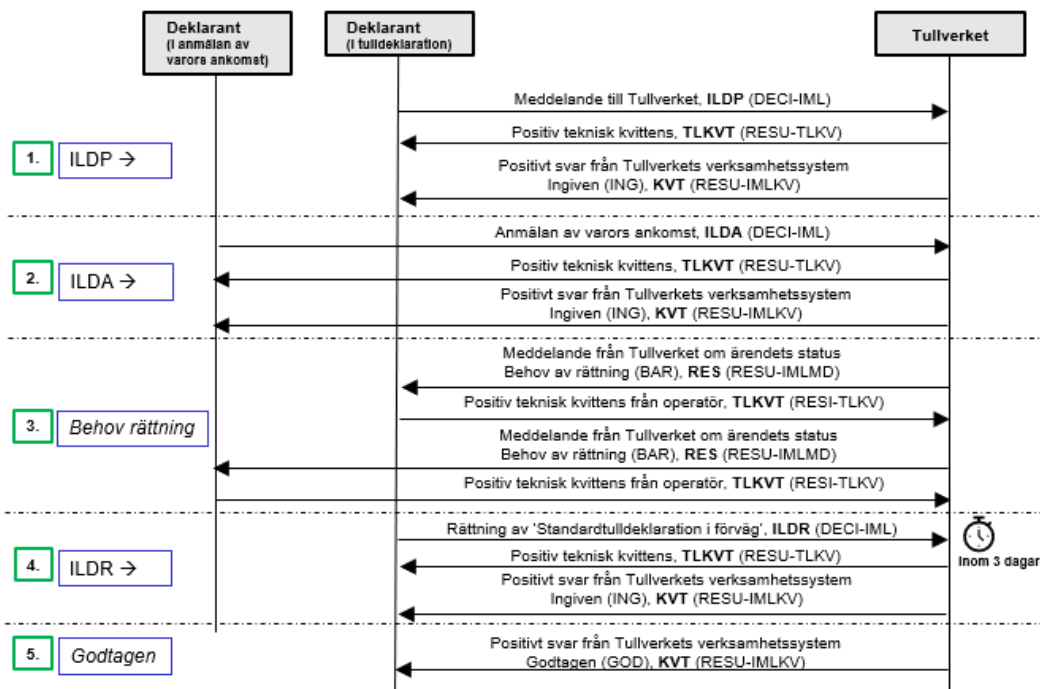 Deklarant
(i anmälan av
varors ankomst)
Deklarant
(i tulldeklaration)
Tullverket
Meddelande till Tullverket, ILDP (DECI-IML)
Positiv teknisk kvittens, TLKVT (RESU-TLKV)
1.
ILDP →
Positivt svar från Tullverkets verksamhetssystem
Ingiven (ING), KVT (RESU-IMLKV)
Anmälan av varors ankomst, ILDA (DECI-IML)
Positiv teknisk kvittens, TLKVT (RESU-TLKV)
2.
ILDA →
Positivt svar från Tullverkets verksamhetssystem
Ingiven (ING), KVT (RESU-IMLKV)
Meddelande från Tullverket om ärendets status
Behov av rättning (BAR), RES (RESU-IMLMD)
Positiv teknisk kvittens från operatör, TLKVT (RESI-TLKV)
3.
Behov rättning
Meddelande från Tullverket om ärendets status
Behov av rättning (BAR), RES (RESU-IMLMD)
Positiv teknisk kvittens från operatör, TLKVT (RESI-TLKV)
Rättning av 'Standardtulldeklaration i förväg', ILDR (DECI-IML)
Inom 3 dagar
Positiv teknisk kvittens, TLKVT (RESU-TLKV)
4.
ILDR →
Positivt svar från Tullverkets verksamhetssystem
Ingiven (ING), KVT (RESU-IMLKV)
5.
Godtagen
Positivt svar från Tullverkets verksamhetssystem
Godtagen (GOD), KVT (RESU-IMLKV)